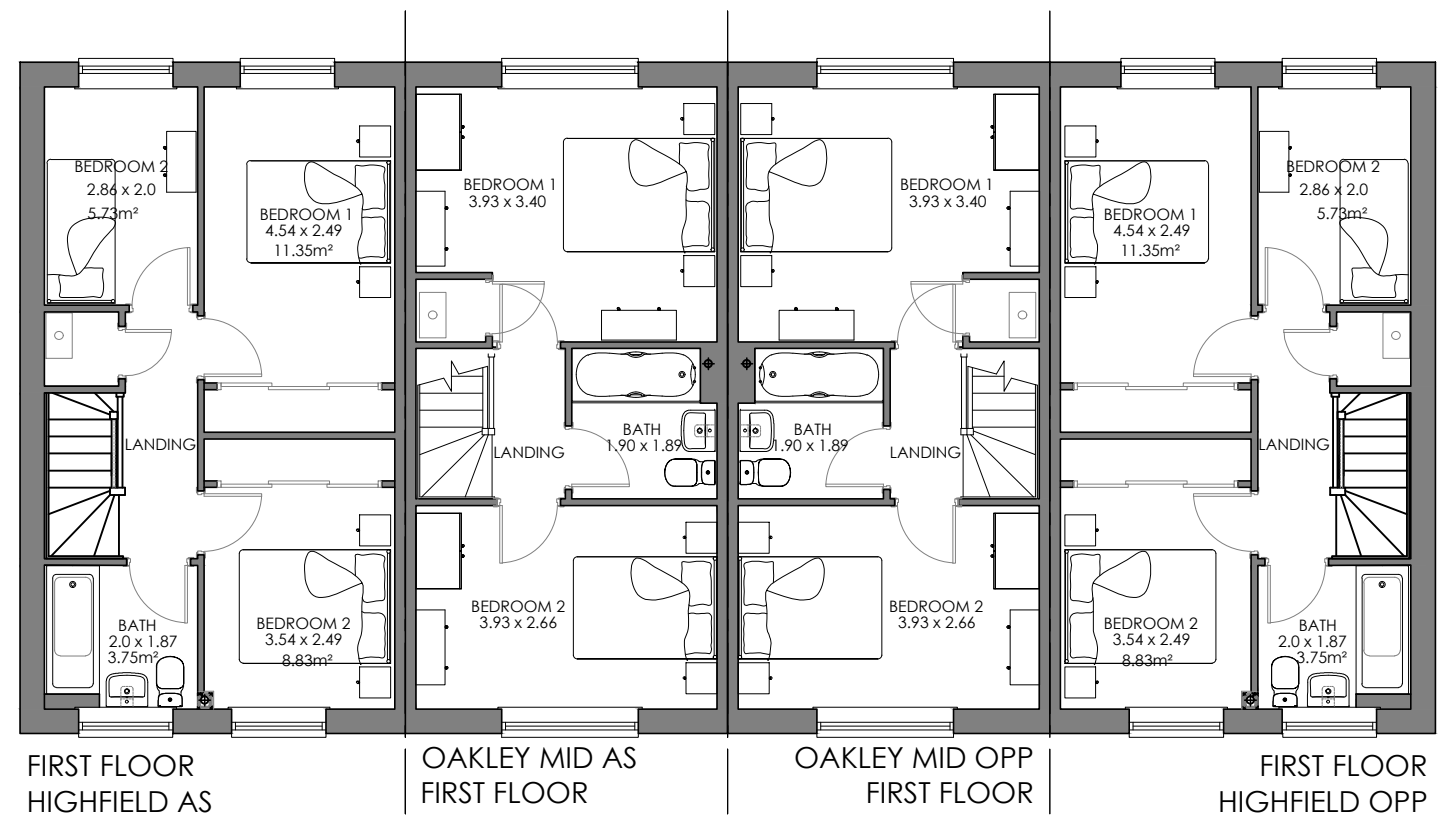 BEDROOM 2
2.86 x 2.0
5.73m²
BEDROOM 1
4.54 x 2.49
11.35m²
LANDING
BATH
2.0 x 1.87
3.75m²
BEDROOM 2
3.54 x 2.49
8.83m²
BEDROOM 1
3.93 x 3.40
BATH
1.90 x 1.89
LANDING
BEDROOM 2
3.93 x 2.66
BEDROOM 1
3.93 x 3.40
BATH
1.90 x 1.89
LANDING
BEDROOM 2
3.93 x 2.66
BEDROOM 1
4.54 x 2.49
11.35m²
BEDROOM 2
2.86 x 2.0
5.73m²
LANDING
BEDROOM 2
3.54 x 2.49
8.83m²
BATH
2.0 x 1.87
3.75m²
FIRST FLOOR
HIGHFIELD AS
OAKLEY MID AS
FIRST FLOOR
OAKLEY MID OPP
FIRST FLOOR
FIRST FLOOR
HIGHFIELD OPP